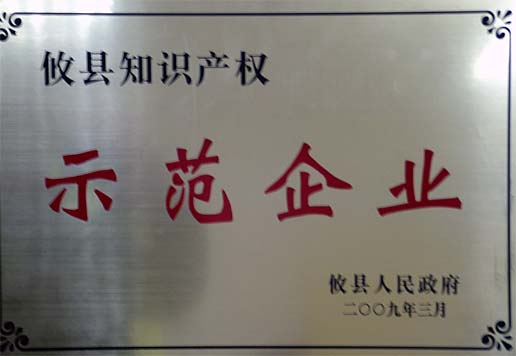 攸县知识产权
示范企业
攸县人民政府
二〇〇九年三月